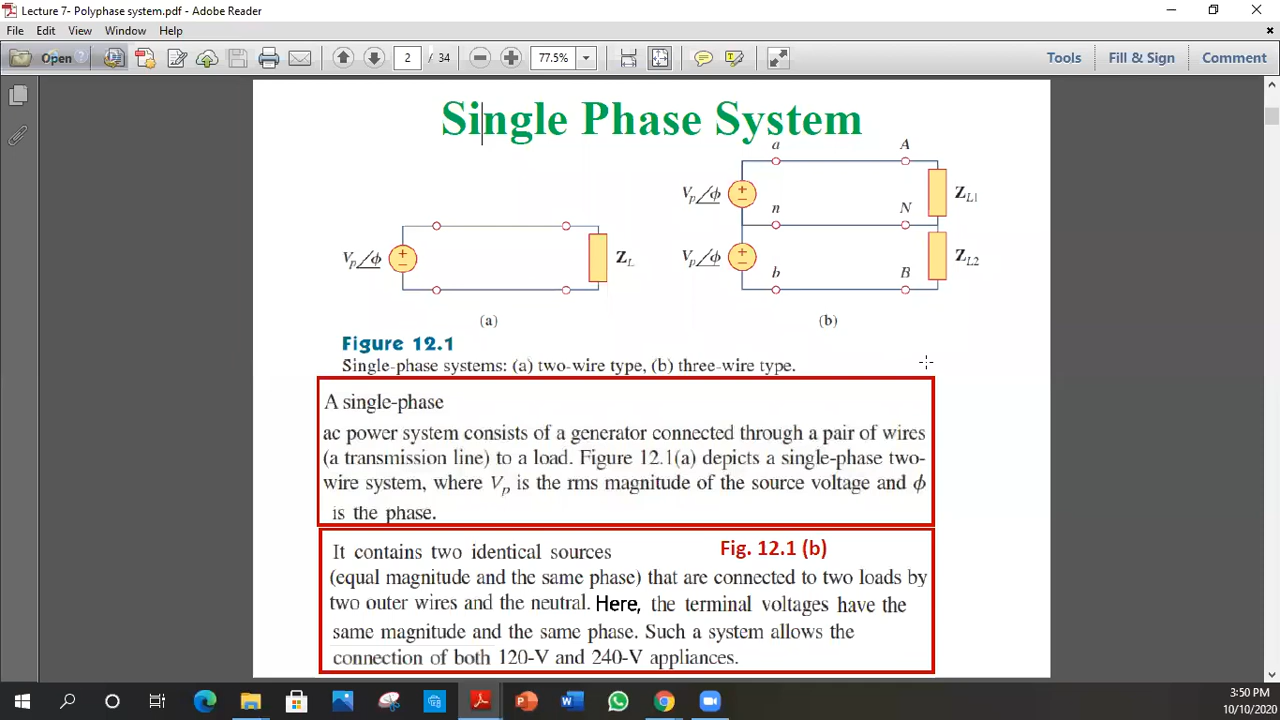 Lecture 7- Polyphase system.pdf - Adobe Reader
File Edit View Window Help
Open 2 / 34 77.5% Tools Fill & Sign Comment
Single Phase System
a A
Vp∠ϕ ZL1
n N
Vp∠ϕ ZL Vp∠ϕ ZL2
b B
(a) (b)
Figure 12.1
Single-phase systems: (a) two-wire type, (b) three-wire type.
A single-phase
ac power system consists of a generator connected through a pair of wires
(a transmission line) to a load. Figure 12.1(a) depicts a single-phase two-
wire system, where Vp is the rms magnitude of the source voltage and ϕ
is the phase.
It contains two identical sources Fig. 12.1 (b)
(equal magnitude and the same phase) that are connected to two loads by
two outer wires and the neutral. Here, the terminal voltages have the
same magnitude and the same phase. Such a system allows the
connection of both 120-V and 240-V appliances.
3:50 PM
10/10/2020